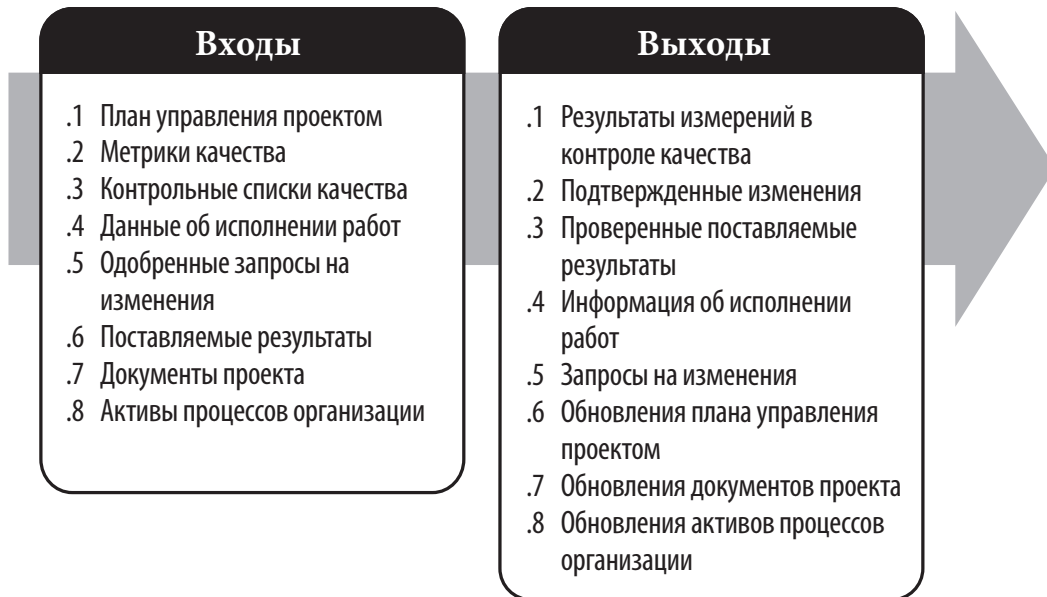 Входы
.1 План управления проектом
.2 Метрики качества
.3 Контрольные списки качества
.4 Данные об исполнении работ
.5 Одобренные запросы на
изменения
.6 Поставляемые результаты
.7 Документы проекта
.8 Активы процессов организации
Выходы
.1 Результаты измерений в
контроле качества
.2 Подтвержденные изменения
.3 Проверенные поставляемые
результаты
.4 Информация об исполнении
работ
.5 Запросы на изменения
.6 Обновления плана управления
проектом
.7 Обновления документов проекта
.8 Обновления активов процессов
организации